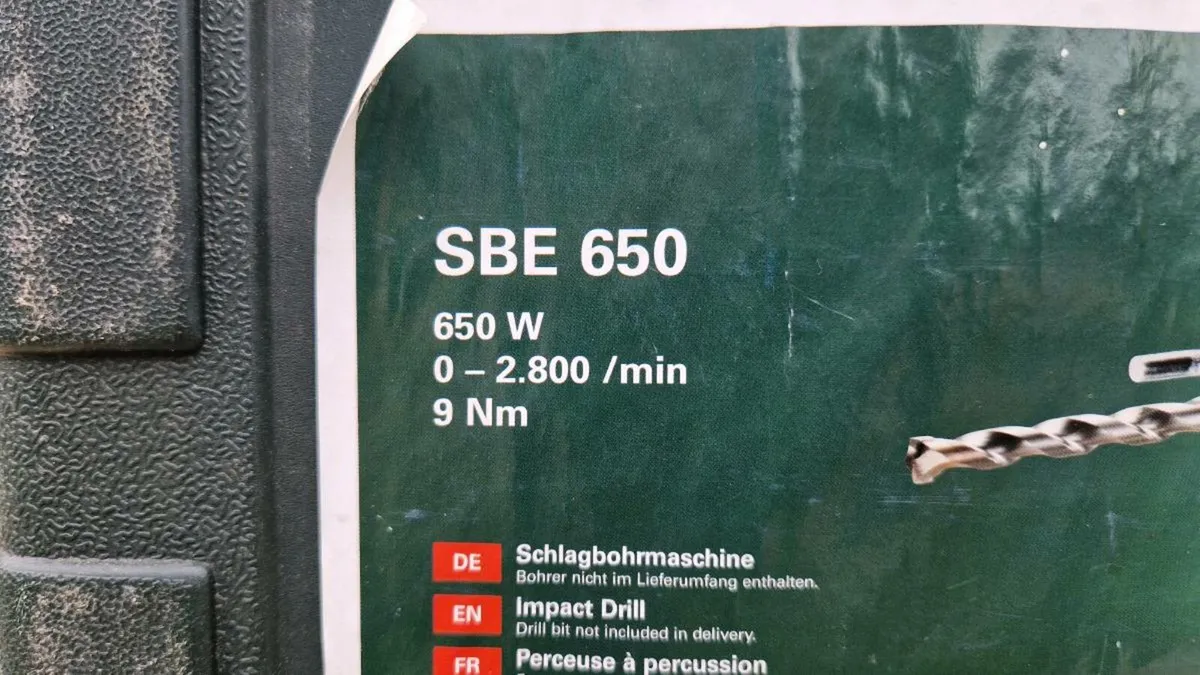 SBE 650
650 W
0 – 2.800 /min
9 Nm
DE Schlagbohrmaschine
Bohrer nicht im Lieferumfang enthalten.
EN Impact Drill
Drill bit not included in delivery.
FR Perceuse à percussion